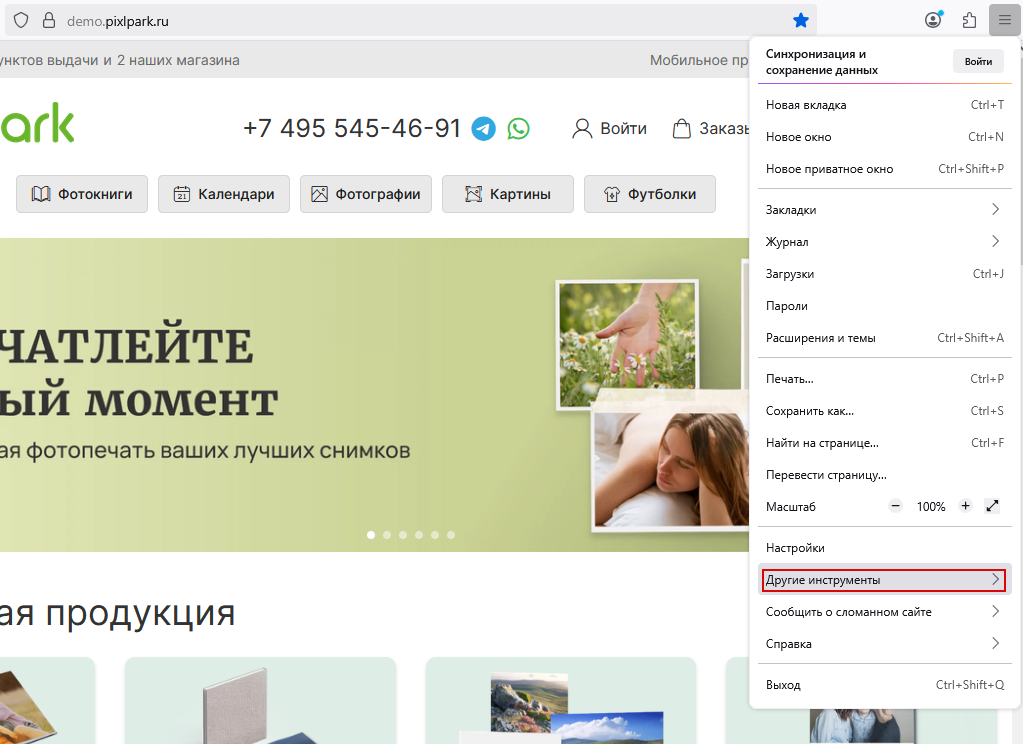 demo.pixlpark.ru
унктов выдачи и 2 наших магазина
Мобильное пр
ark
+7 495 545-46-91
Войти
Заказы
Фотокниги
21
Календари
Фотографии
Картины
Футболки
ЧАТЛЕЙТЕ
ый момент
ая фотопечать ваших лучших снимков
ая продукция
Синхронизация и
сохранение данных
Войти
Новая вкладка Ctrl+T
Новое окно Ctrl+N
Новое приватное окно Ctrl+Shift+P
Закладки
Журнал
Загрузки Ctrl+J
Пароли
Расширения и темы Ctrl+Shift+A
Печать... Ctrl+P
Сохранить как... Ctrl+S
Найти на странице... Ctrl+F
Перевести страницу...
Масштаб − 100% +
Настройки
Другие инструменты
Сообщить о сломанном сайте
Справка
Выход Ctrl+Shift+Q